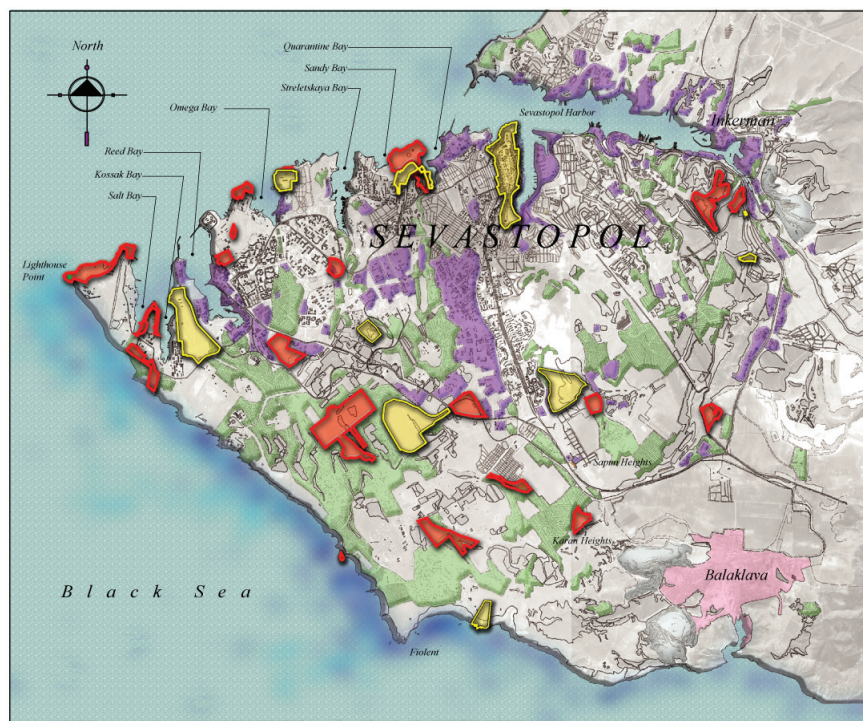 North
Quarantine Bay
Sandy Bay
Streletskaya Bay
Omega Bay
Sevastopol Harbor
Inkerman
Reed Bay
Kossak Bay
Salt Bay
SEVASTOPOL
Lighthouse
Point
Sapun Heights
Karan Heights
Balaklava
Black Sea
Fiolent